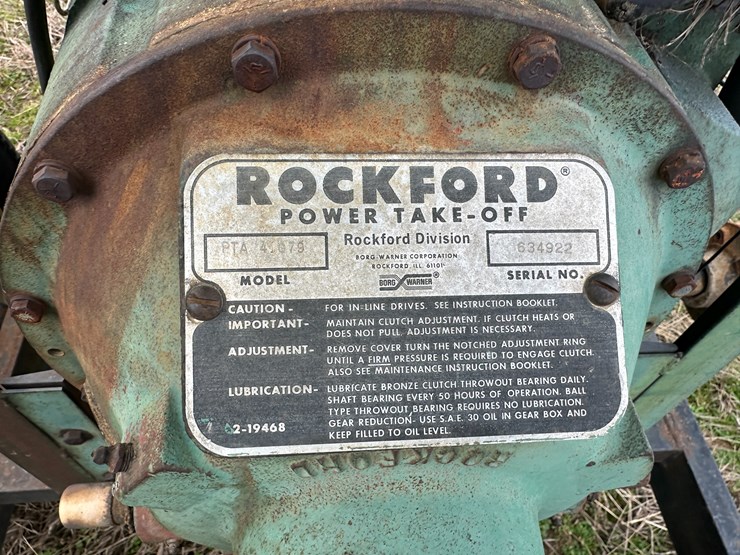 ROCKFORD®
POWER TAKE-OFF
Rockford Division
634922
BORG WARNER CORPORATION
ROCKFORD, ILL. 61101
MODEL
BORG WARNER®
SERIAL NO.
CAUTION - FOR IN-LINE DRIVES. SEE INSTRUCTION BOOKLET.
IMPORTANT- MAINTAIN CLUTCH ADJUSTMENT. IF CLUTCH HEATS OR
DOES NOT PULL, ADJUSTMENT IS NECESSARY.
ADJUSTMENT- REMOVE COVER TURN THE NOTCHED ADJUSTMENT RING
UNTIL A FIRM PRESSURE IS REQUIRED TO ENGAGE CLUTCH.
ALSO SEE MAINTENANCE INSTRUCTION BOOKLET.
LUBRICATION- LUBRICATE BRONZE CLUTCH THROWOUT BEARING DAILY.
SHAFT BEARING EVERY 50 HOURS OF OPERATION. BALL
TYPE THROWOUT BEARING REQUIRES NO LUBRICATION.
GEAR REDUCTION- USE S.A.E. 30 OIL IN GEAR BOX AND
KEEP FILLED TO OIL LEVEL.
2-19468
ROCKFORD